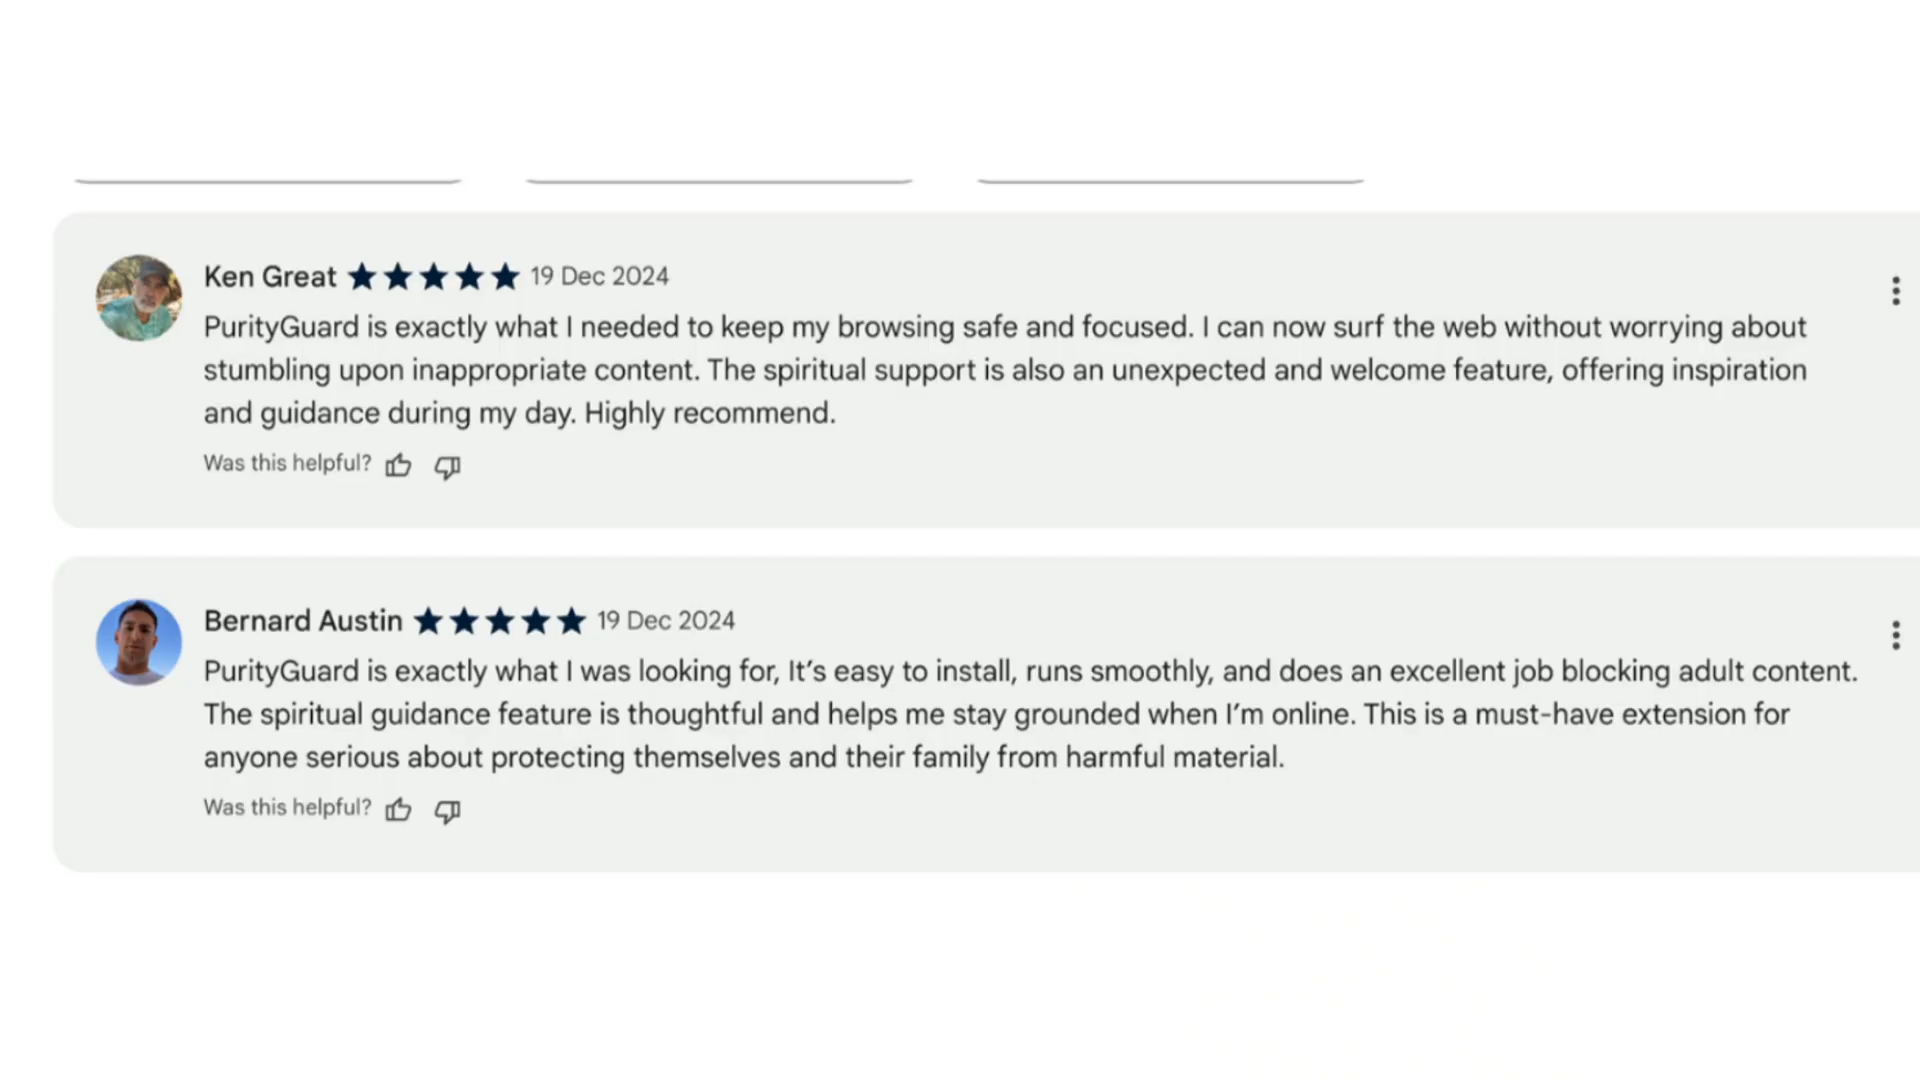 Ken Great 19 Dec 2024
PurityGuard is exactly what I needed to keep my browsing safe and focused. I can now surf the web without worrying about
stumbling upon inappropriate content. The spiritual support is also an unexpected and welcome feature, offering inspiration
and guidance during my day. Highly recommend.
Was this helpful?
Bernard Austin 19 Dec 2024
PurityGuard is exactly what I was looking for, It’s easy to install, runs smoothly, and does an excellent job blocking adult content.
The spiritual guidance feature is thoughtful and helps me stay grounded when I’m online. This is a must-have extension for
anyone serious about protecting themselves and their family from harmful material.
Was this helpful?